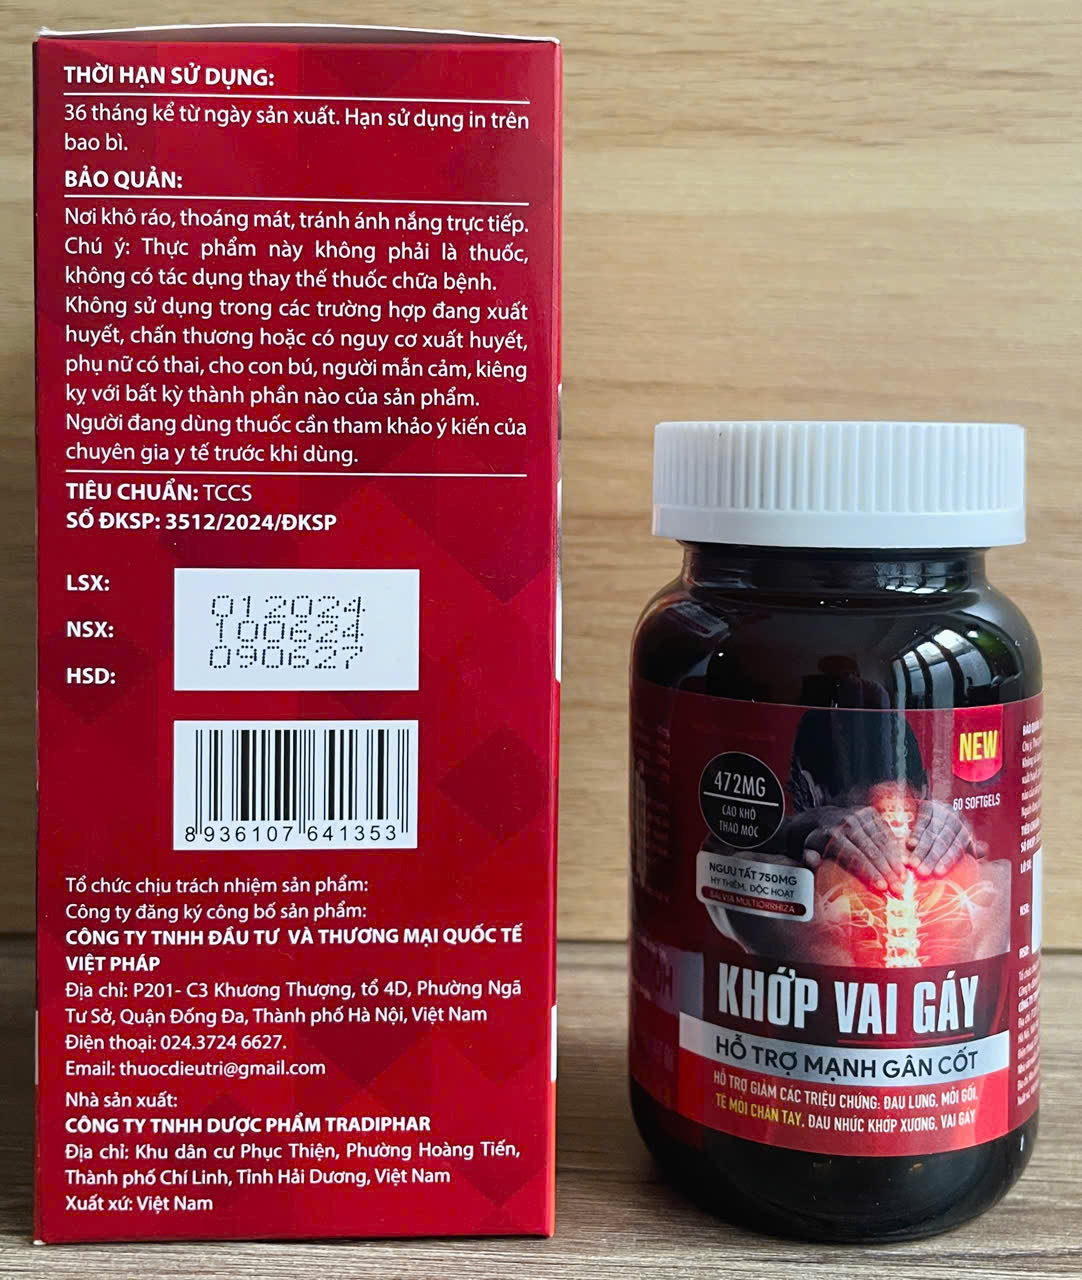 THỜI HẠN SỬ DỤNG:
36 tháng kể từ ngày sản xuất. Hạn sử dụng in trên
bao bì.
BẢO QUẢN:
Nơi khô ráo, thoáng mát, tránh ánh nắng trực tiếp.
Chú ý: Thực phẩm này không phải là thuốc,
không có tác dụng thay thế thuốc chữa bệnh.
Không sử dụng trong các trường hợp đang xuất
huyết, chấn thương hoặc có nguy cơ xuất huyết,
phụ nữ có thai, cho con bú, người mẫn cảm, kiêng
kỵ với bất kỳ thành phần nào của sản phẩm.
Người đang dùng thuốc cần tham khảo ý kiến của
chuyên gia y tế trước khi dùng.
TIÊU CHUẨN: TCCS
SỐ ĐKSP: 3512/2024/ĐKSP
LSX: 012024
NSX: 100624
HSD: 090627
8 936107 641353
Tổ chức chịu trách nhiệm sản phẩm:
Công ty đăng ký công bố sản phẩm:
CÔNG TY TNHH ĐẦU TƯ VÀ THƯƠNG MẠI QUỐC TẾ
VIỆT PHÁP
Địa chỉ: P201- C3 Khương Thượng, tổ 4D, Phường Ngã
Tư Sở, Quận Đống Đa, Thành phố Hà Nội, Việt Nam
Điện thoại: 024.3724 6627.
Email: thuocdieutri@gmail.com
Nhà sản xuất:
CÔNG TY TNHH DƯỢC PHẨM TRADIPHAR
Địa chỉ: Khu dân cư Phục Thiện, Phường Hoàng Tiến,
Thành phố Chí Linh, Tỉnh Hải Dương, Việt Nam
Xuất xứ: Việt Nam
NEW
60 SOFTGELS
472MG
CAO KHÔ
THẢO MỘC
NGƯU TẤT 750MG
HY THIÊM, ĐỘC HOẠT
SALVIA MULTIORRHIZA
KHỚP VAI GÁY
HỖ TRỢ MẠNH GÂN CỐT
HỖ TRỢ GIẢM CÁC TRIỆU CHỨNG: ĐAU LƯNG, MỎI GỐI,
TÊ MỎI CHÂN TAY, ĐAU NHỨC KHỚP XƯƠNG, VAI GÁY